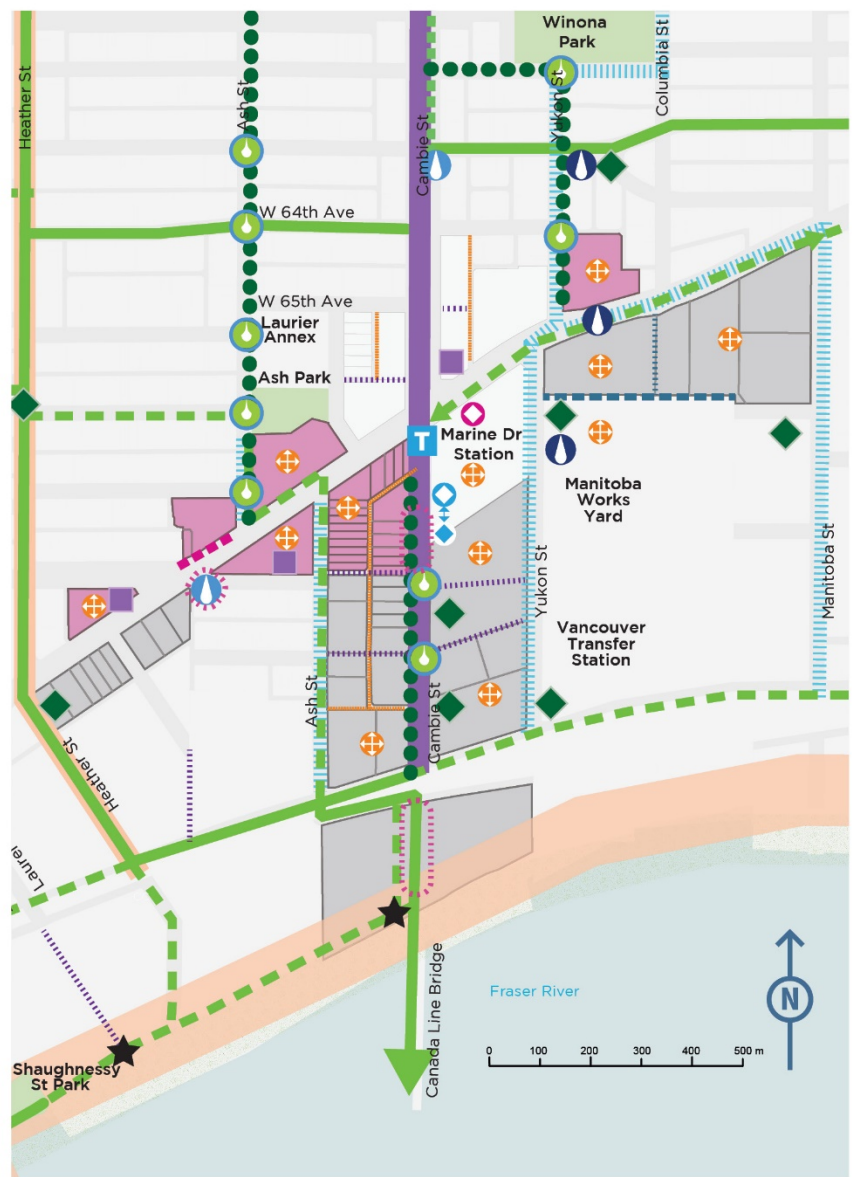 Winona
Park
Columbia St
Heather St
Ash St
Cambie St
Yukon St
W 64th Ave
W 65th Ave
Laurier
Annex
Ash Park
T
Marine Dr
Station
Manitoba
Works
Yard
Yukon St
Manitoba St
Vancouver
Transfer
Station
Ash St
Cambie St
Heather St
Laurel
Canada Line Bridge
Fraser River
N
0 100 200 300 400 500 m
Shaughnessy
St Park